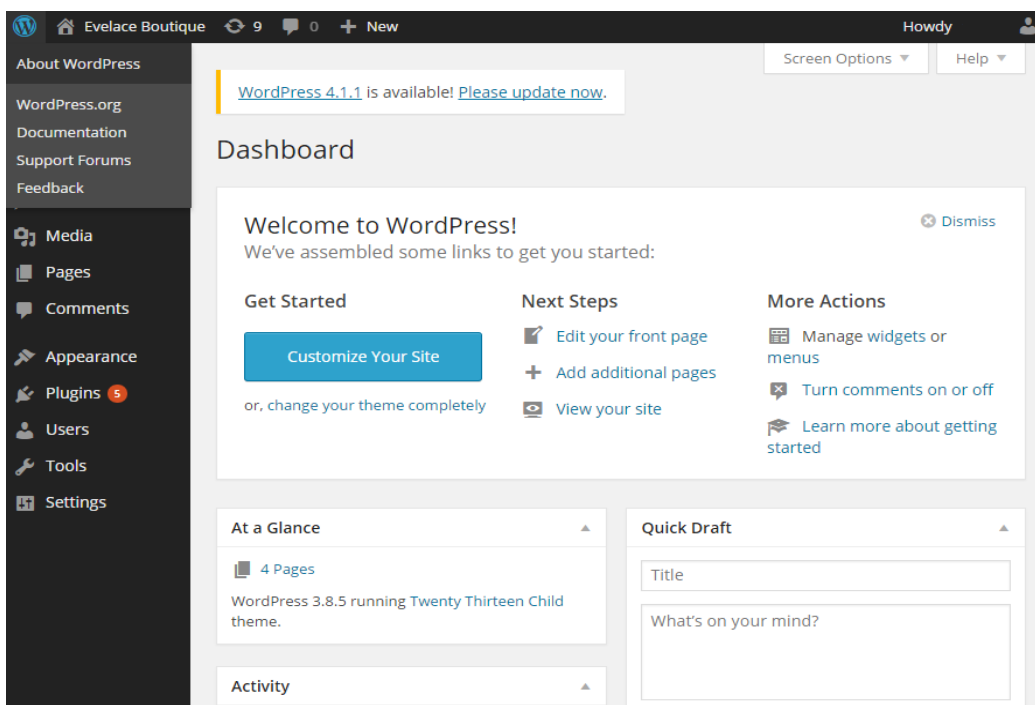 Evelace Boutique 9 0 New Howdy
About WordPress
WordPress.org
Documentation
Support Forums
Feedback
Media
Pages
Comments
Appearance
Plugins 5
Users
Tools
Settings
Screen Options Help
WordPress 4.1.1 is available! Please update now.
Dashboard
Welcome to WordPress!
Dismiss
We've assembled some links to get you started:
Get Started
Customize Your Site
or, change your theme completely
Next Steps
Edit your front page
Add additional pages
View your site
More Actions
Manage widgets or
menus
Turn comments on or off
Learn more about getting
started
At a Glance
4 Pages
WordPress 3.8.5 running Twenty Thirteen Child
theme.
Activity
Quick Draft
Title
What's on your mind?